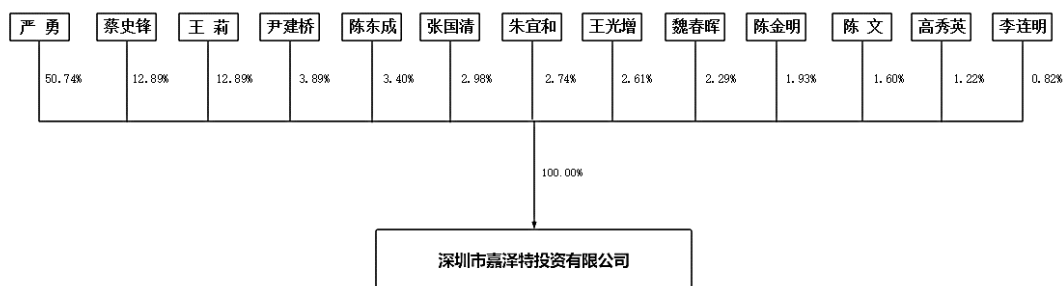 严 勇 蔡史锋 王 莉 尹建桥 陈东成 张国清 朱宜和 王光增 魏春晖 陈金明 陈 文 高秀英 李连明
50.74% 12.89% 12.89% 3.89% 3.40% 2.98% 2.74% 2.61% 2.29% 1.93% 1.60% 1.22% 0.82%
100.00%
深圳市嘉泽特投资有限公司